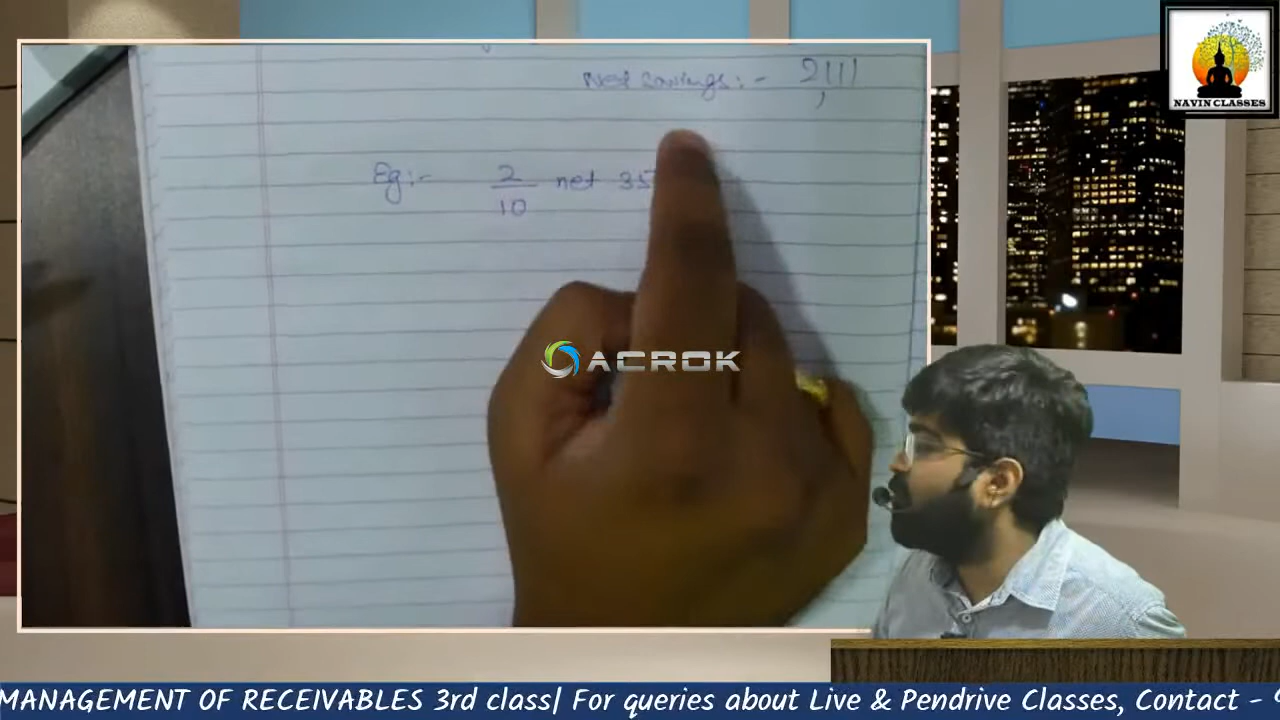 Net Savings :- 2111
Eg:- 2/10 net 35
NAVIN CLASSES
ACROK
MANAGEMENT OF RECEIVABLES 3rd class| For queries about Live & Pendrive Classes, Contact -